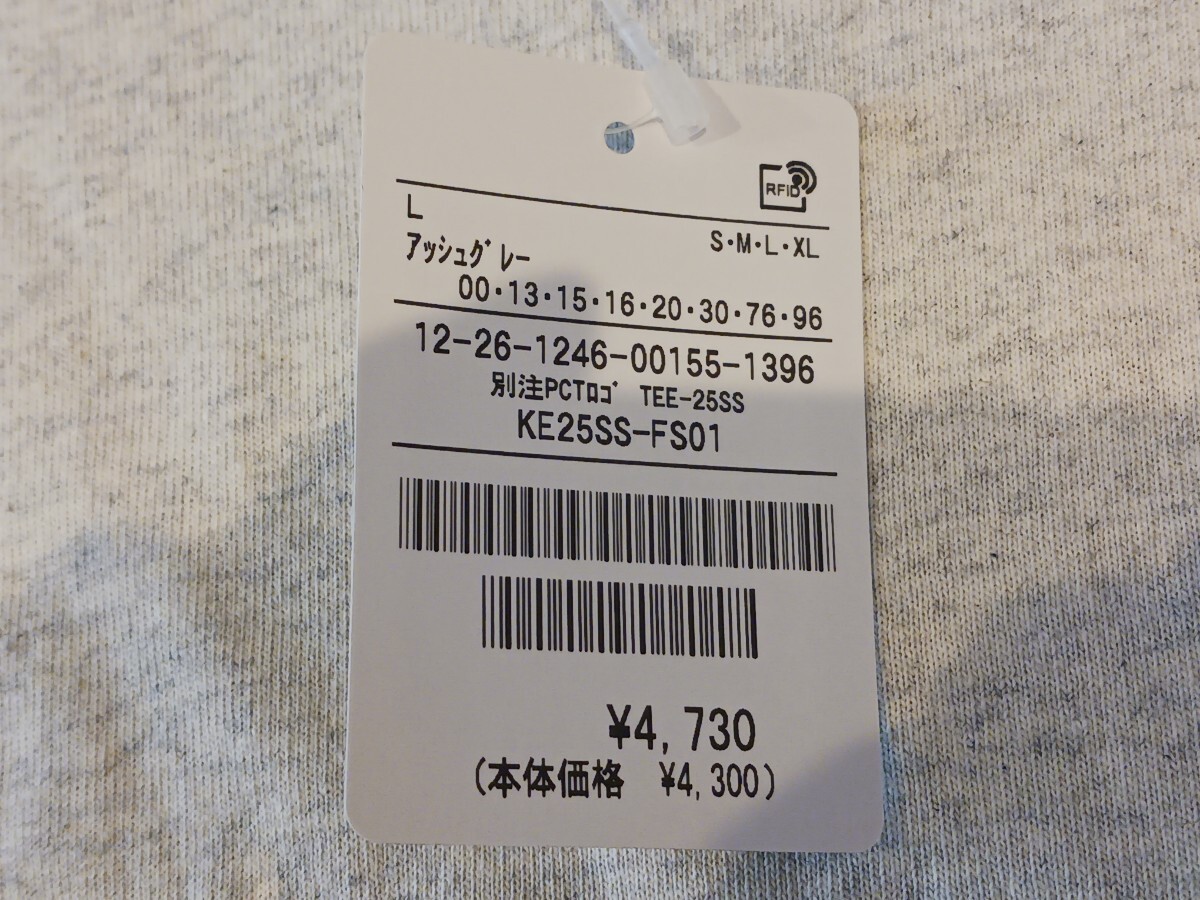 RFID
L
S・M・L・XL
ｱｯｼｭｸﾞﾚｰ
00・13・15・16・20・30・76・96
12-26-1246-00155-1396
別注PCTﾛｺﾞ TEE-25SS
KE25SS-FS01
¥4,730
(本体価格 ¥4,300)